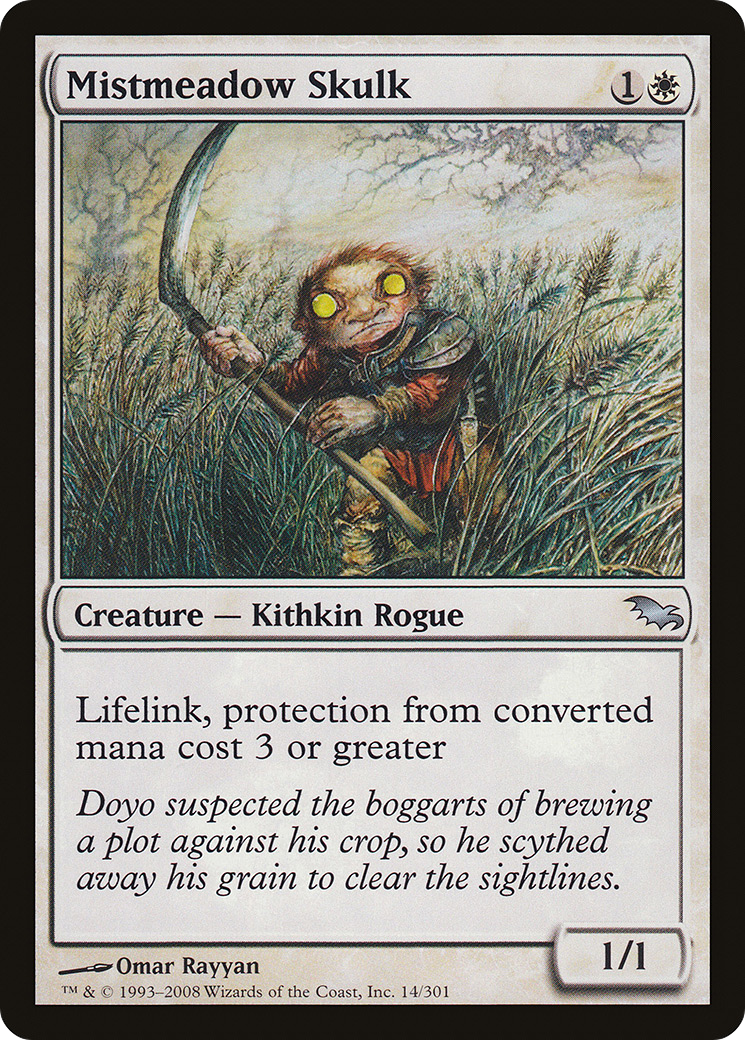 Mistmeadow Skulk 1
Creature — Kithkin Rogue
Lifelink, protection from converted
mana cost 3 or greater
Doyo suspected the boggarts of brewing
a plot against his crop, so he scythed
away his grain to clear the sightlines.
1/1
Omar Rayyan
™ & © 1993–2008 Wizards of the Coast, Inc. 14/301